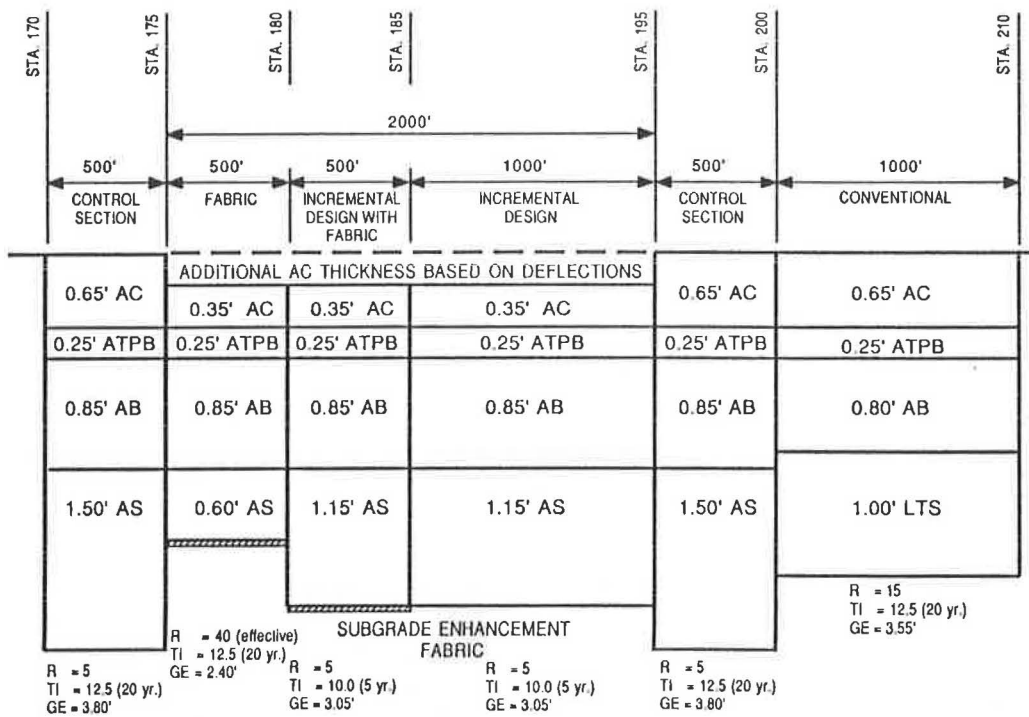 STA. 170
STA. 175
STA. 180
STA. 185
STA. 195
STA. 200
STA. 210
2000'
500'
500'
500'
1000'
500'
1000'
CONTROL
SECTION
FABRIC
INCREMENTAL
DESIGN WITH
FABRIC
INCREMENTAL
DESIGN
CONTROL
SECTION
CONVENTIONAL
ADDITIONAL AC THICKNESS BASED ON DEFLECTIONS
0.65' AC
0.35' AC
0.35' AC
0.35' AC
0.65' AC
0.65' AC
0.25' ATPB
0.25' ATPB
0.25' ATPB
0.25' ATPB
0.25' ATPB
0.25' ATPB
0.85' AB
0.85' AB
0.85' AB
0.85' AB
0.85' AB
0.80' AB
1.50' AS
0.60' AS
1.15' AS
1.15' AS
1.50' AS
1.00' LTS
SUBGRADE ENHANCEMENT
FABRIC
R = 5
TI = 12.5 (20 yr.)
GE = 3.80'
R = 40 (effective)
TI = 12.5 (20 yr.)
GE = 2.40'
R = 5
TI = 10.0 (5 yr.)
GE = 3.05'
R = 5
TI = 10.0 (5 yr.)
GE = 3.05'
R = 5
TI = 12.5 (20 yr.)
GE = 3.80'
R = 15
TI = 12.5 (20 yr.)
GE = 3.55'